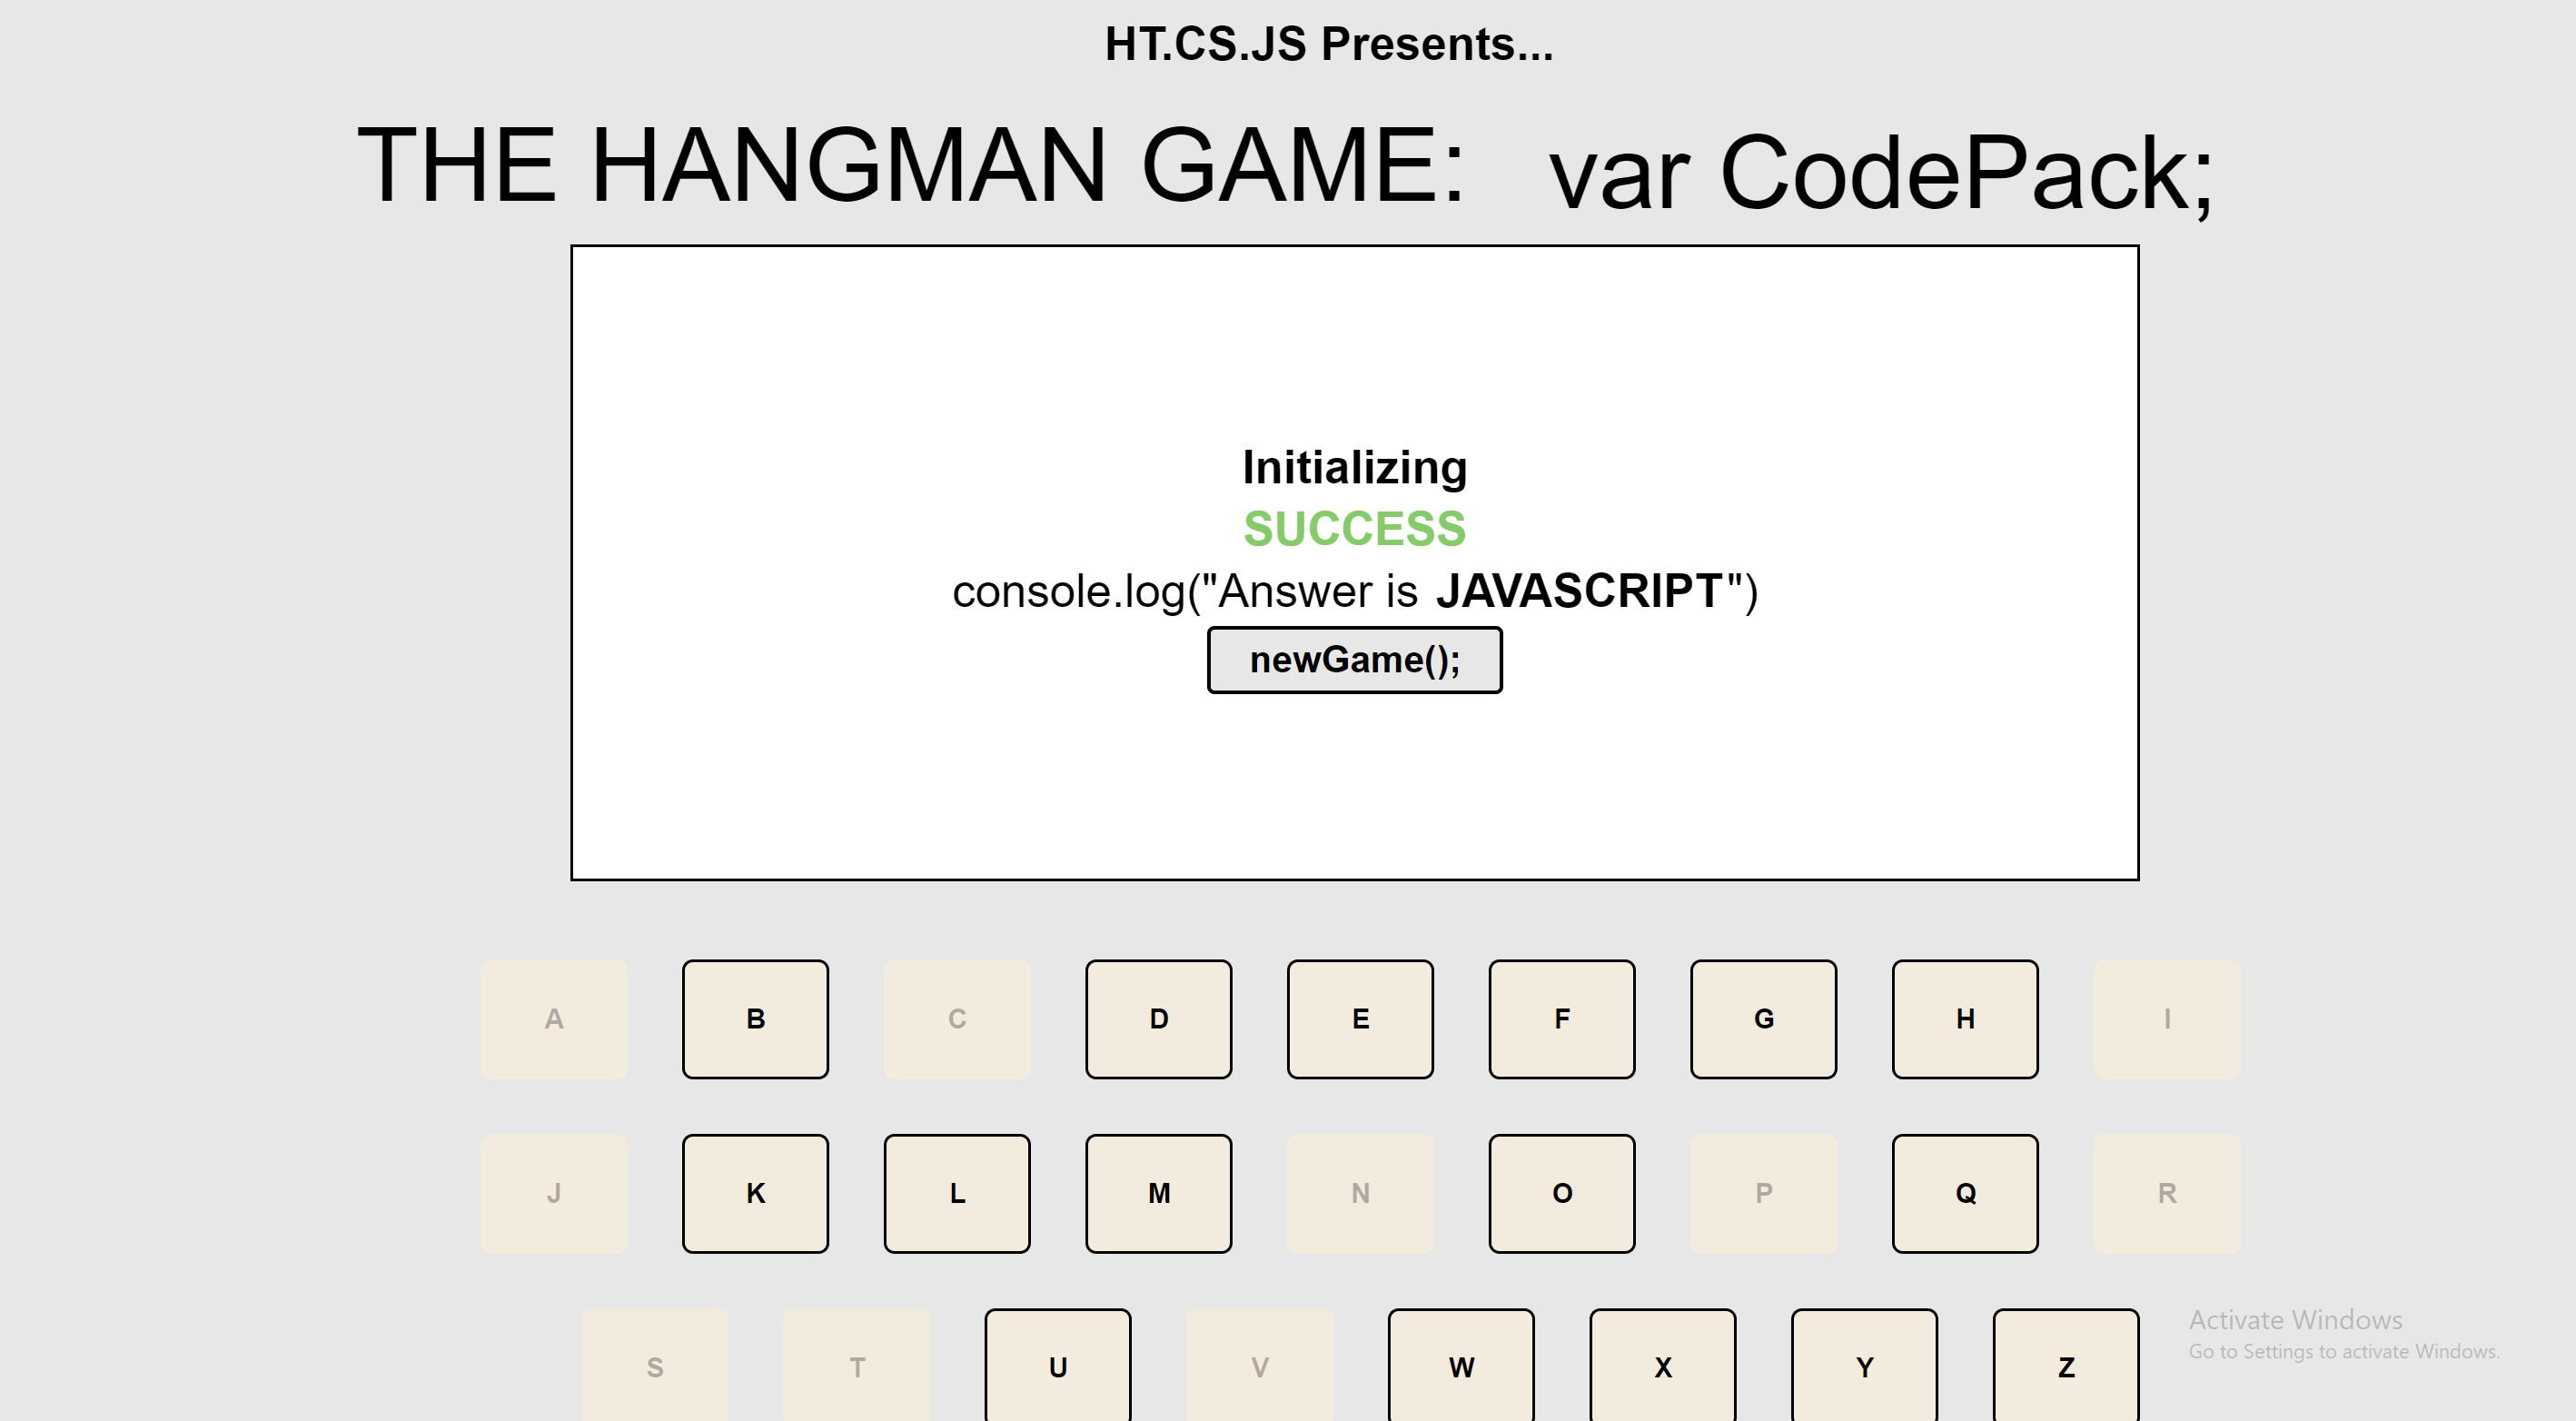 HT.CS.JS Presents...
THE HANGMAN GAME: var CodePack;
Initializing
SUCCESS
console.log("Answer is JAVASCRIPT")
newGame();
A B C D E F G H I
J K L M N O P Q R
S T U V W X Y Z
Activate Windows
Go to Settings to activate Windows.